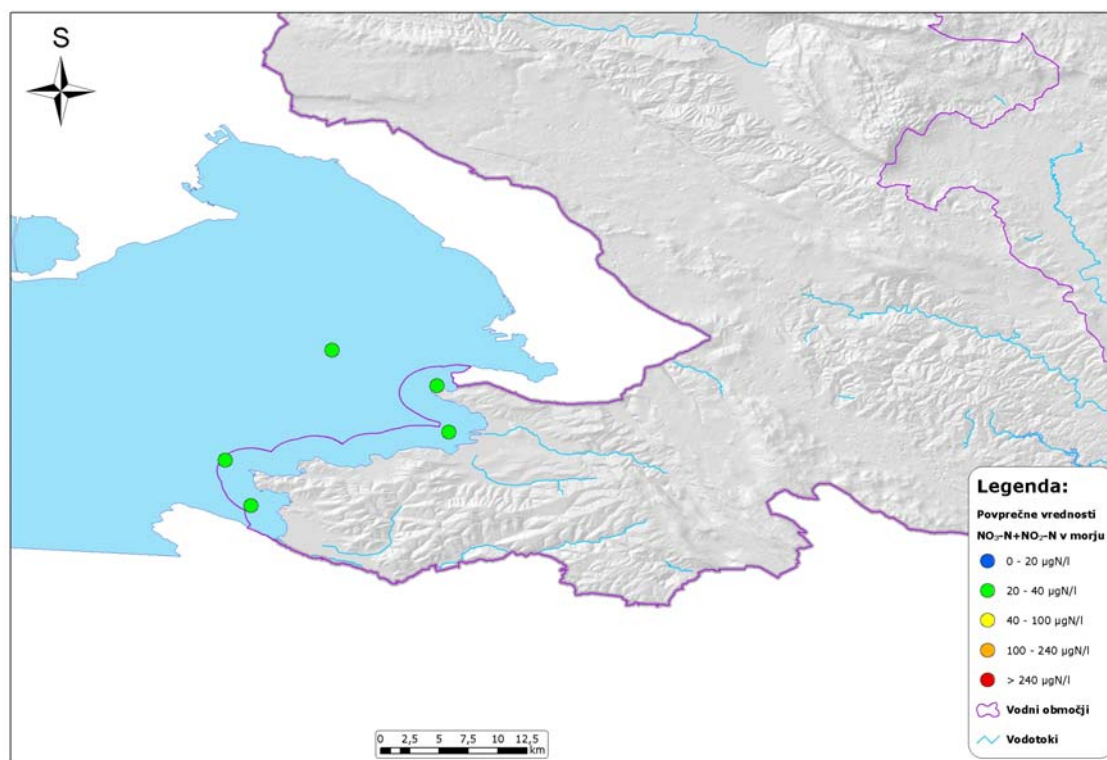 S
Legenda:
Povprečne vrednosti
NO₃-N+NO₂-N v morju
0 - 20 µgN/l
20 - 40 µgN/l
40 - 100 µgN/l
100 - 240 µgN/l
> 240 µgN/l
Vodni območji
Vodotoki
0 2,5 5 7,5 10 12,5
km